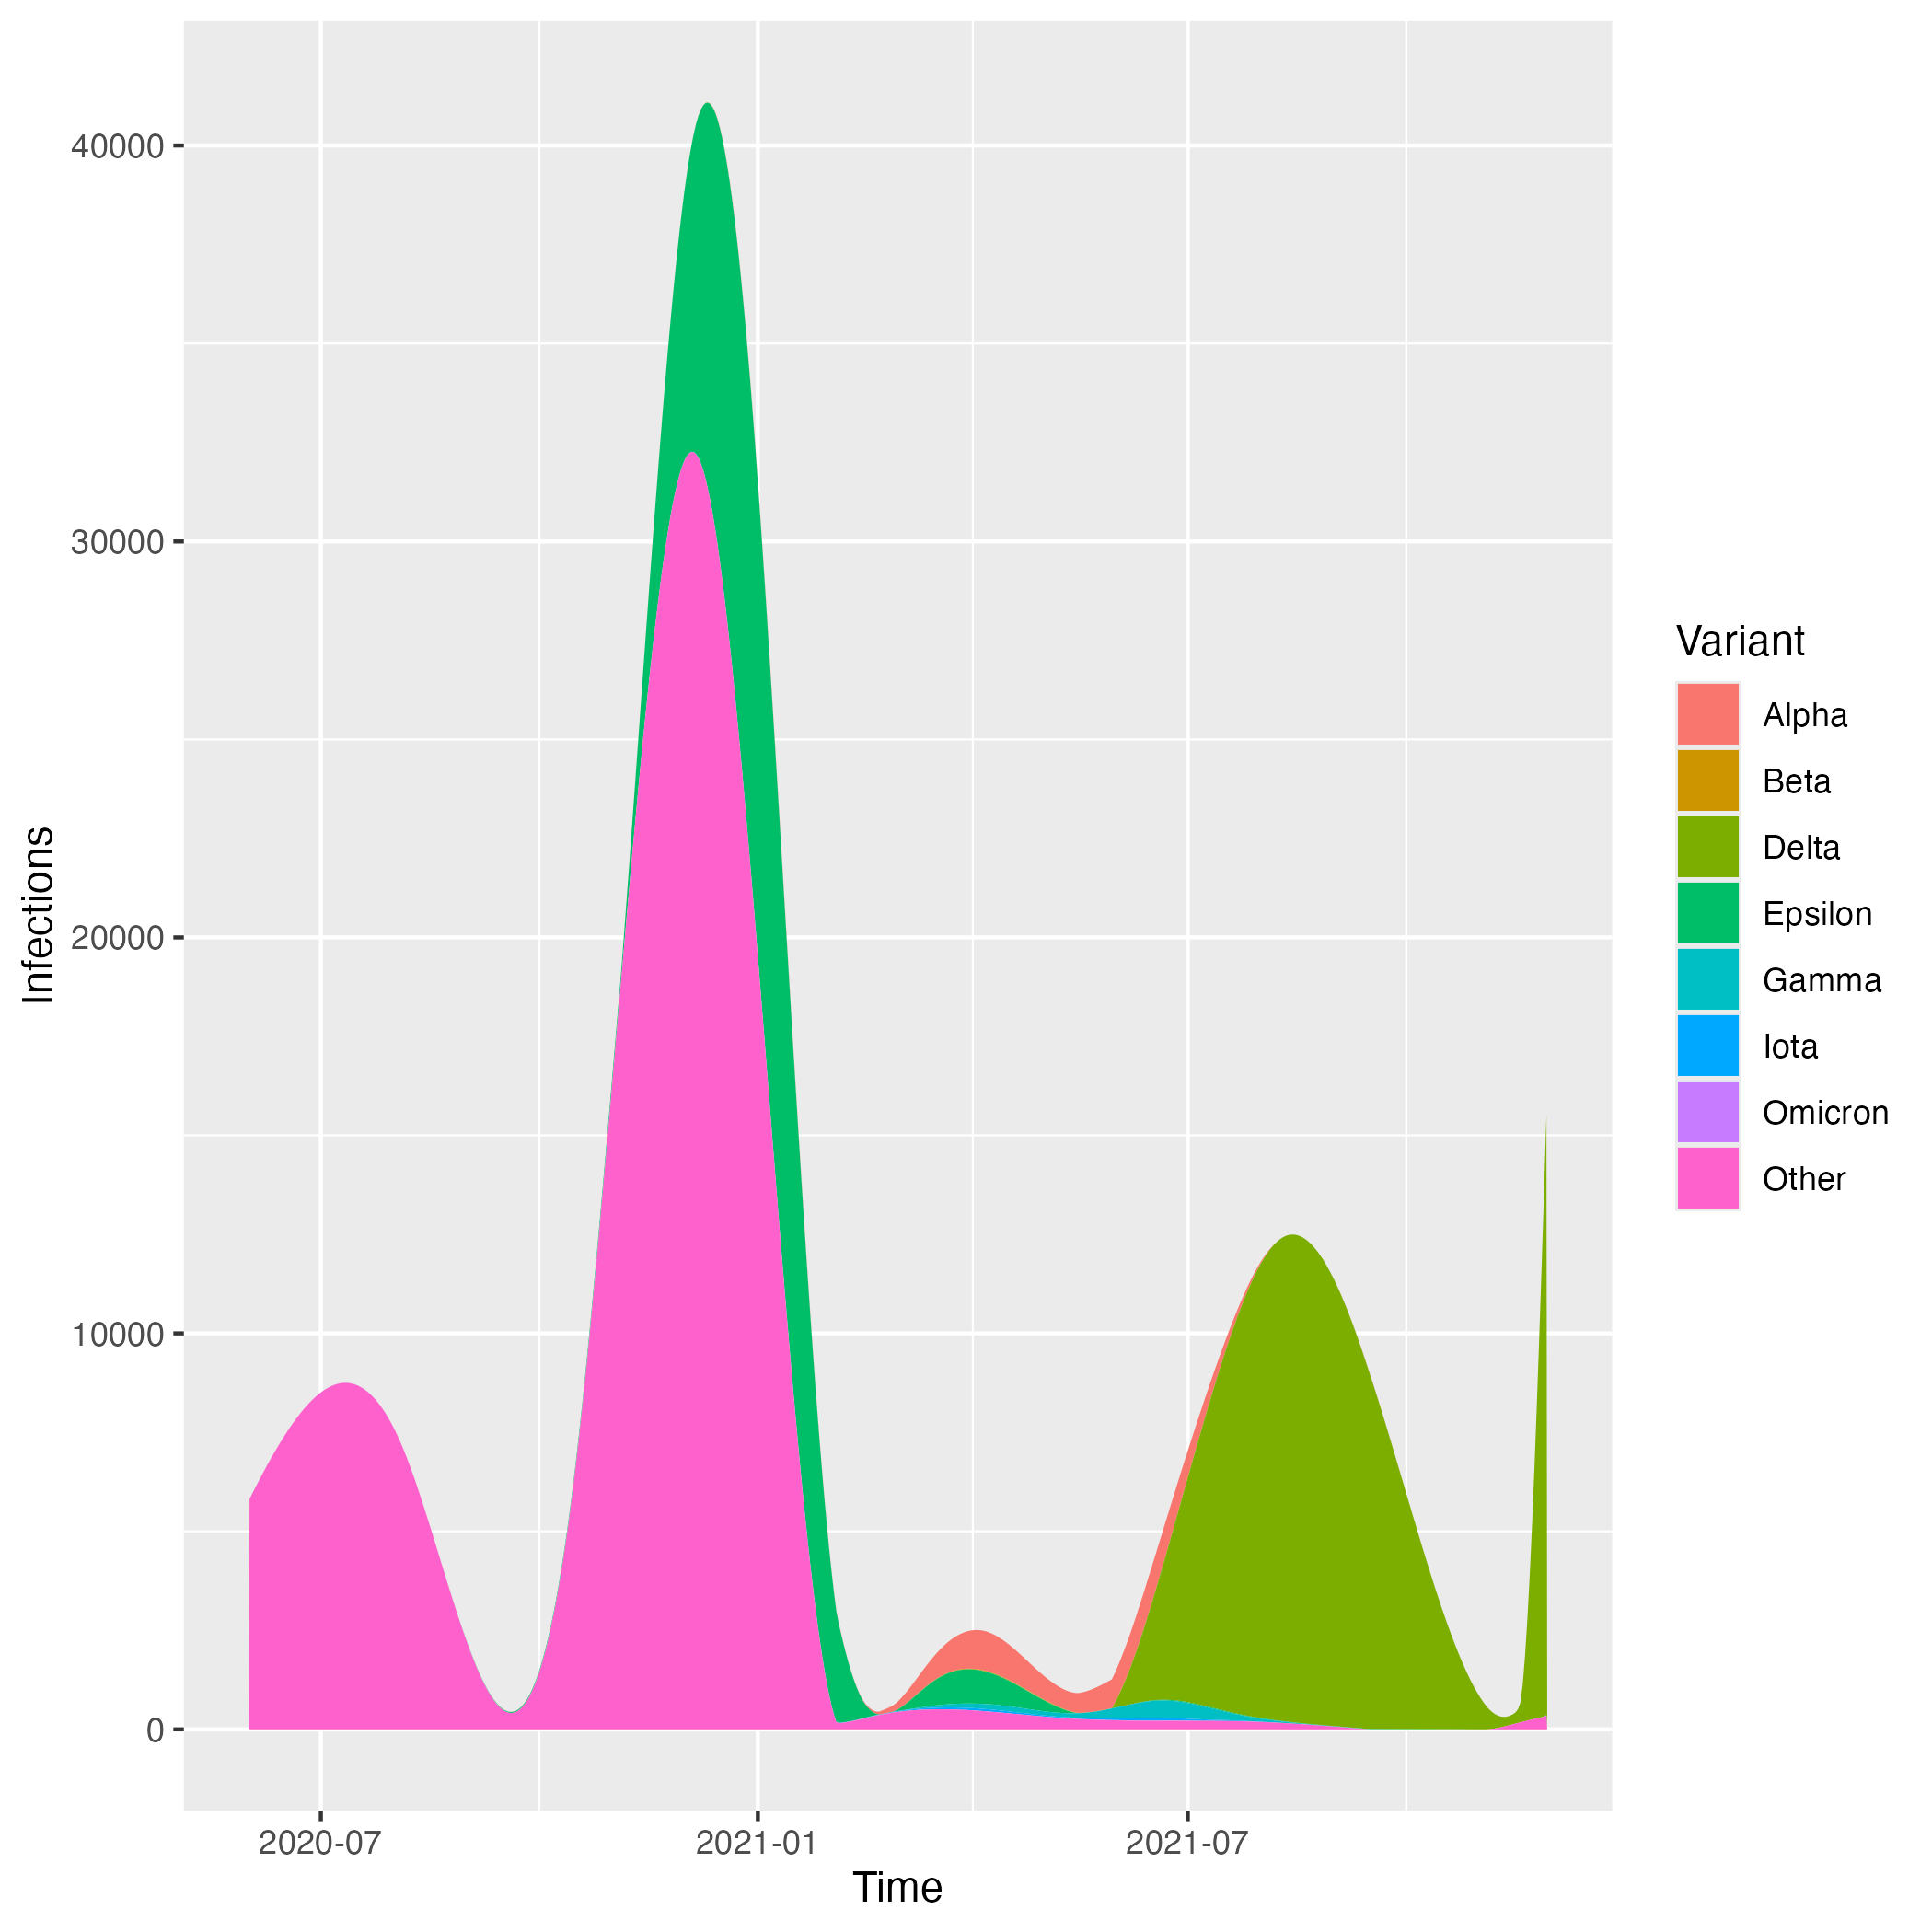 40000
30000
20000
10000
0
Infections
2020-07
2021-01
2021-07
Time
Variant
Alpha
Beta
Delta
Epsilon
Gamma
Iota
Omicron
Other